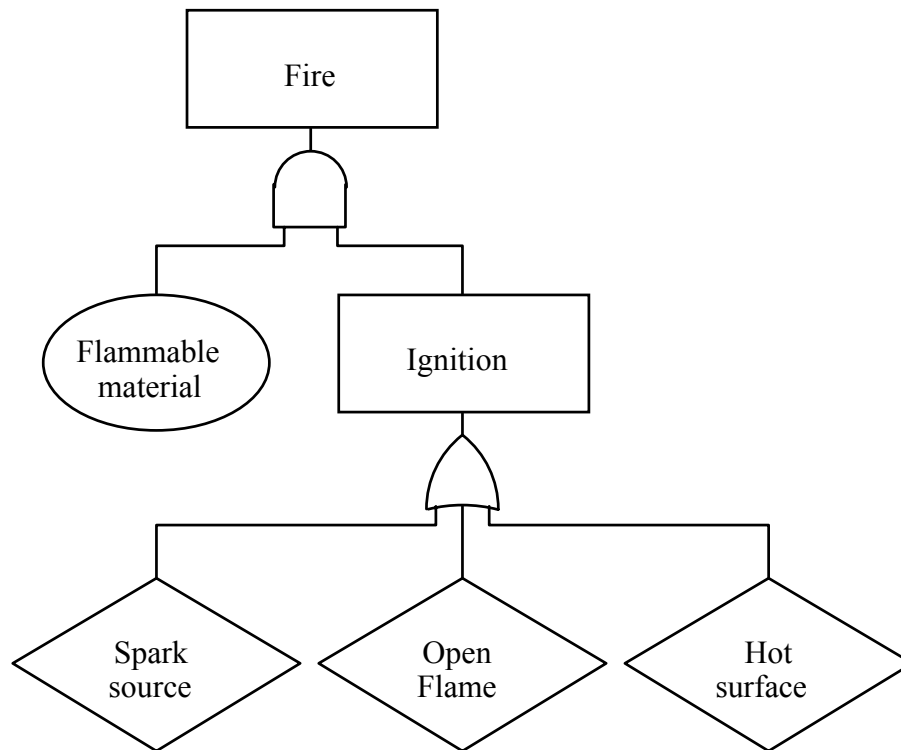 Fire
Flammable
material
Ignition
Spark
source
Open
Flame
Hot
surface